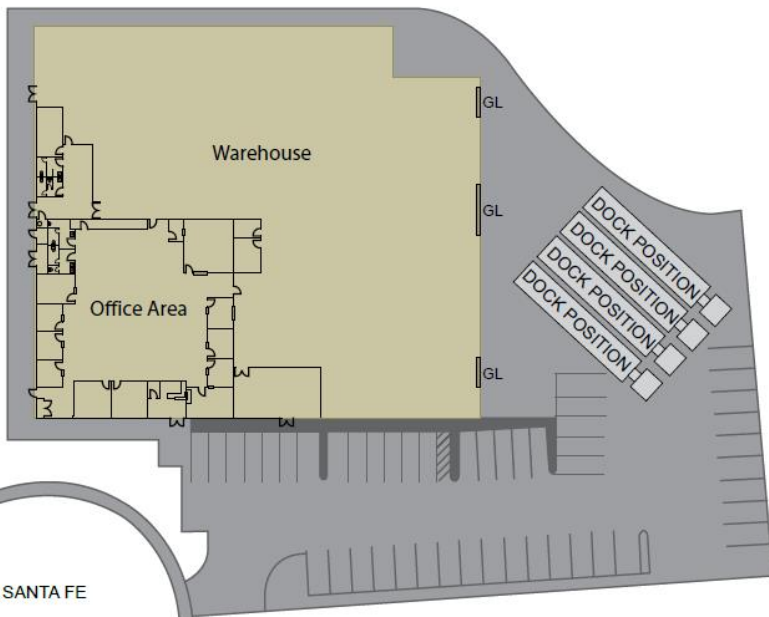 GL
Warehouse
GL
DOCK POSITION
DOCK POSITION
DOCK POSITION
DOCK POSITION
Office Area
GL
SANTA FE